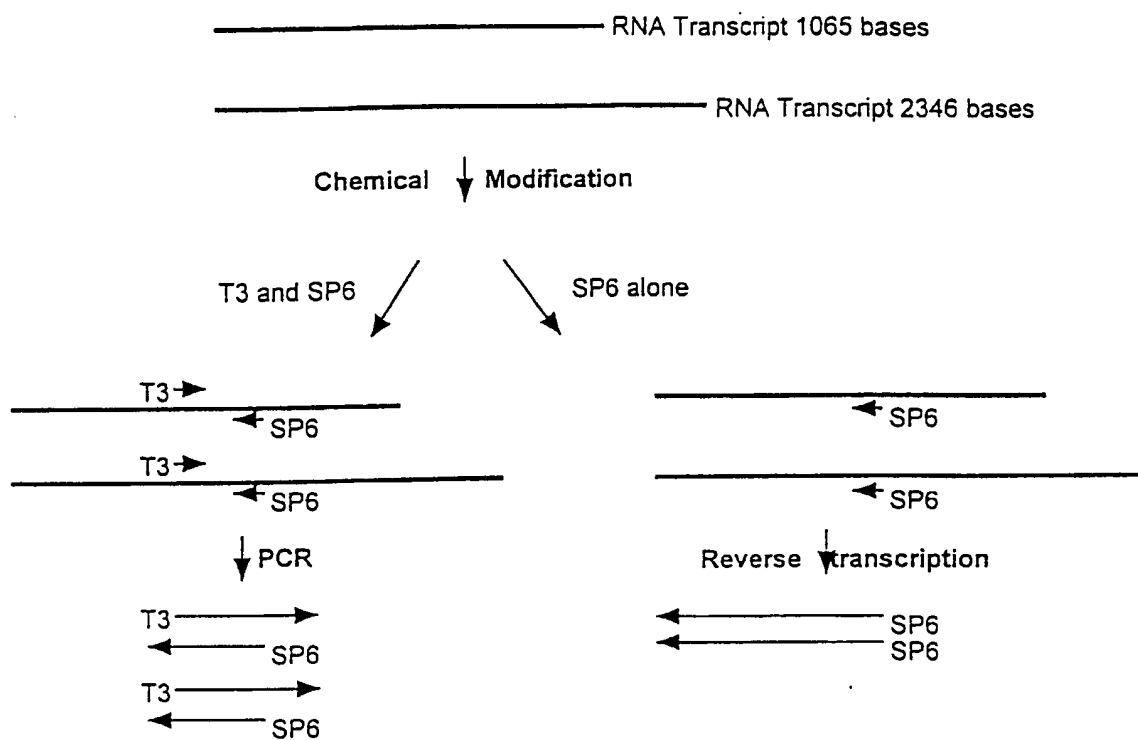 RNA Transcript 1065 bases
RNA Transcript 2346 bases
Chemical Modification
T3 and SP6
SP6 alone
T3
SP6
T3
SP6
SP6
SP6
PCR
Reverse transcription
T3
SP6
T3
SP6
SP6
SP6